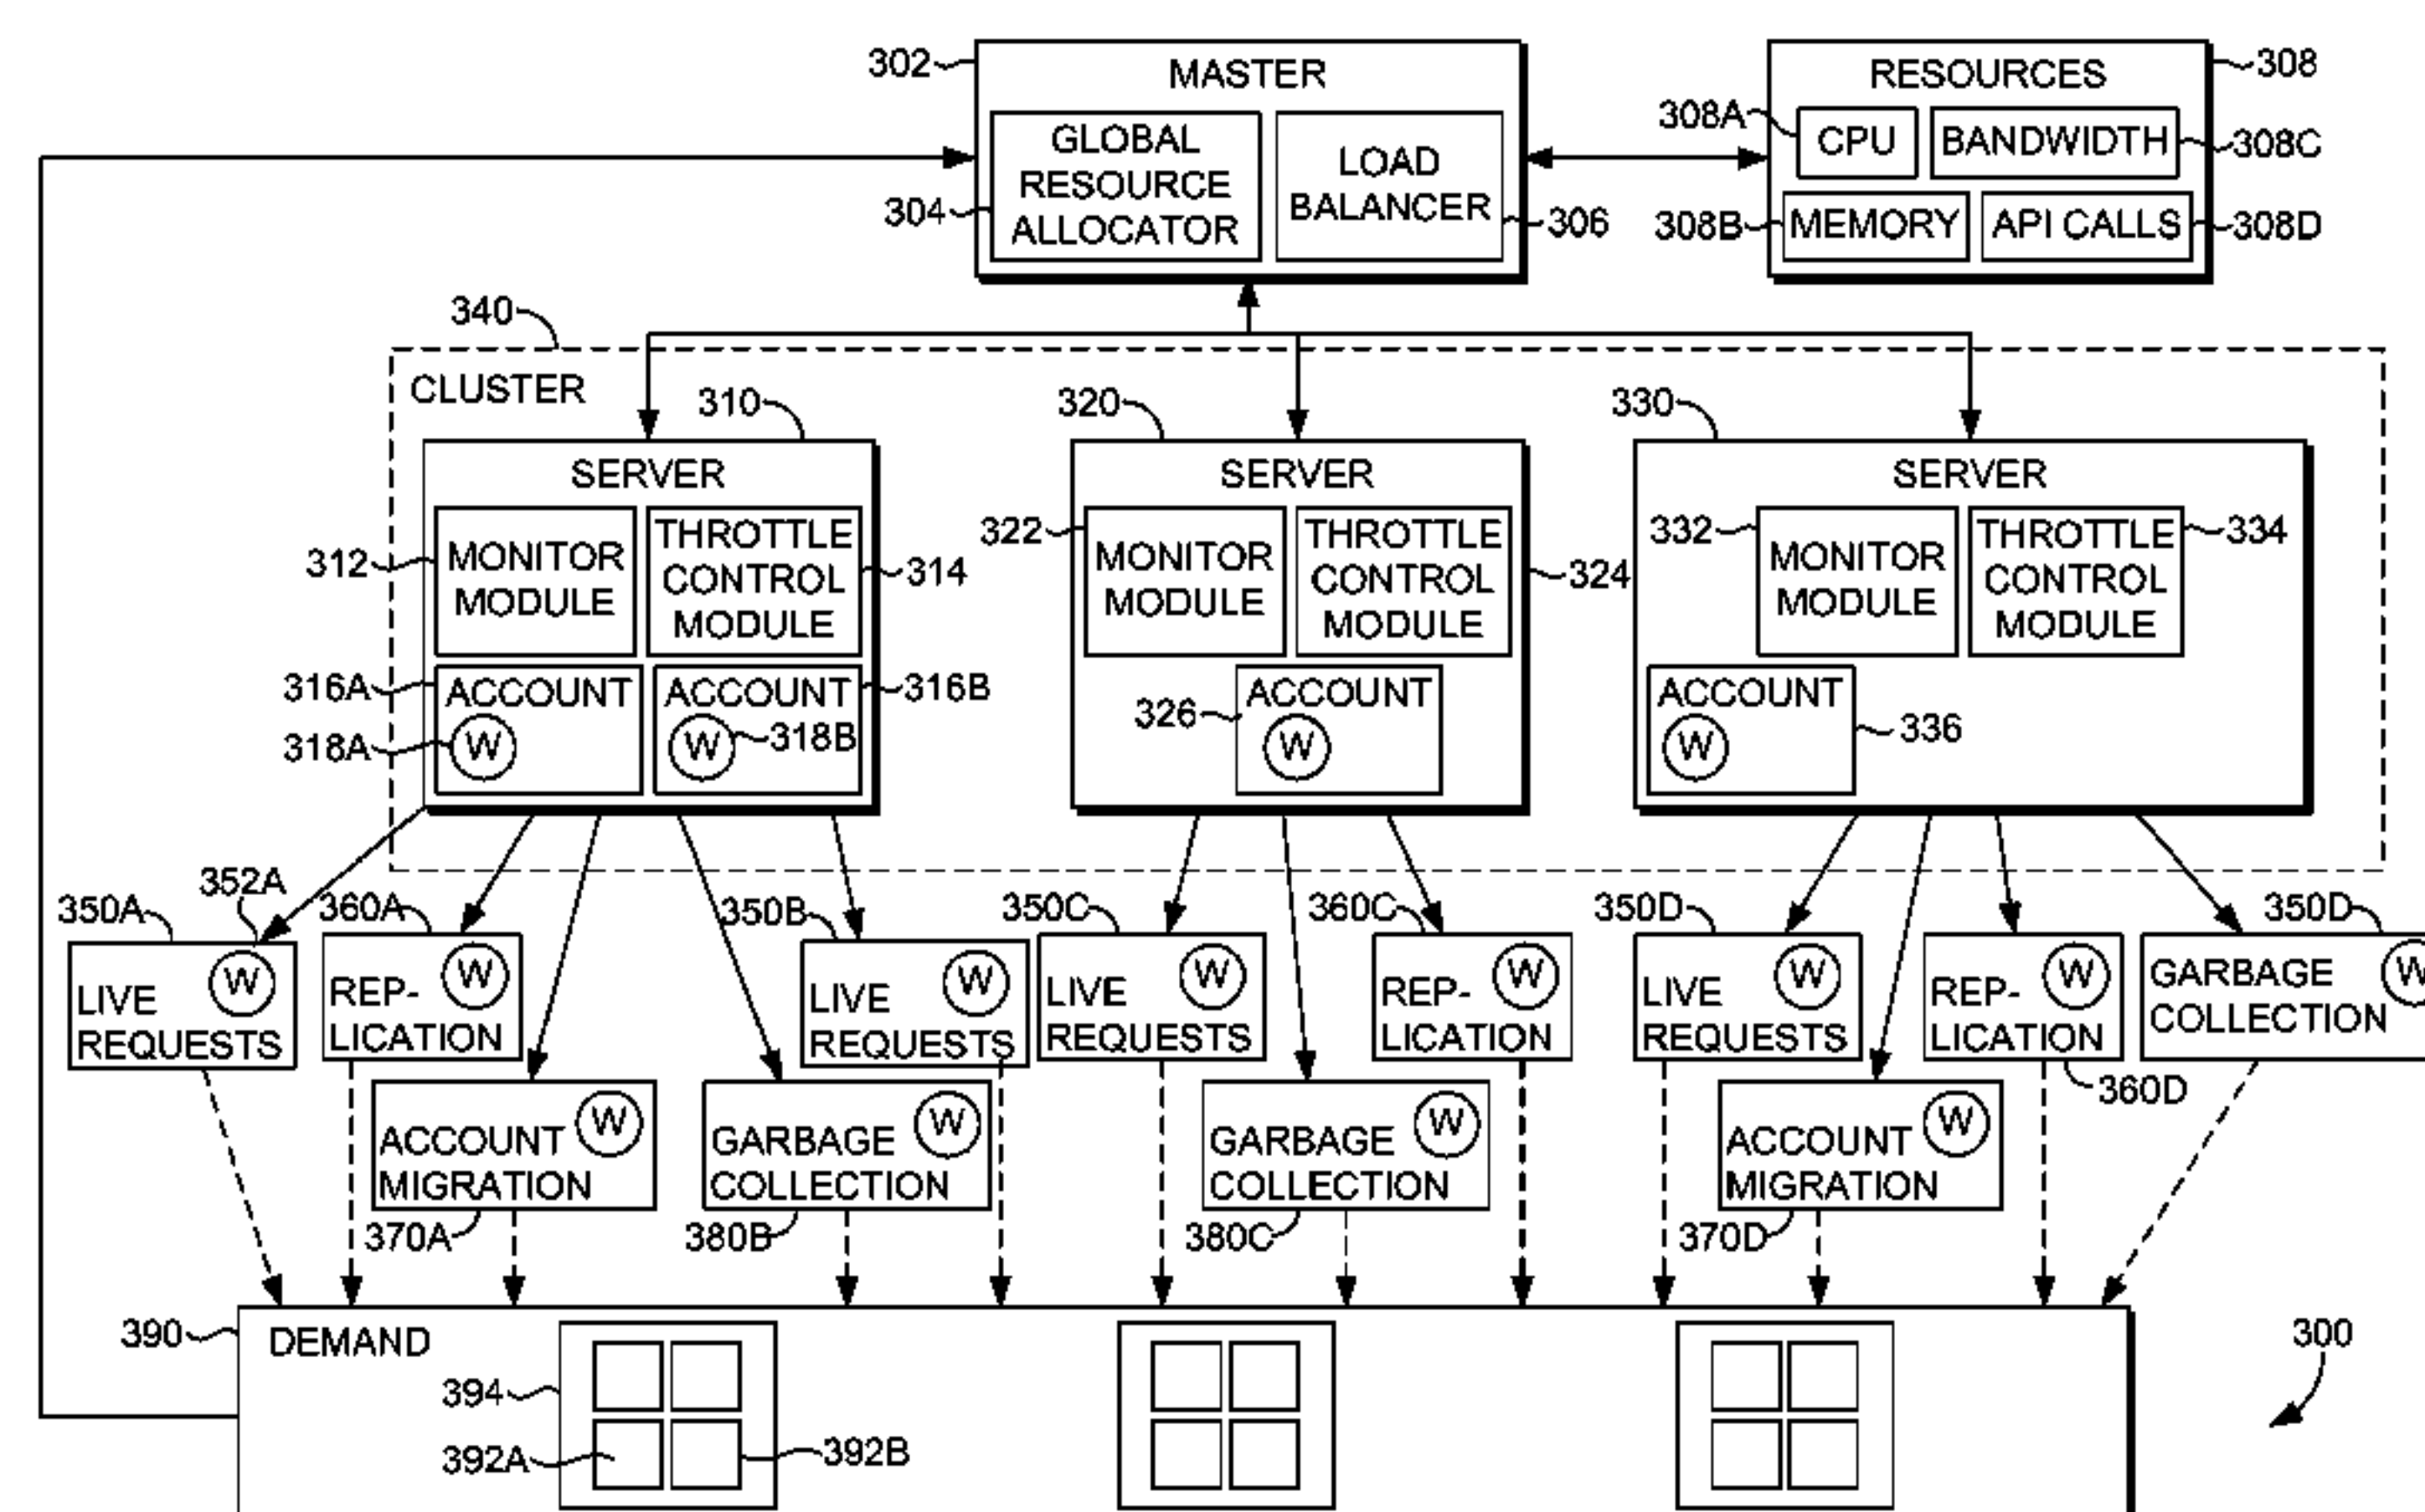 302
MASTER
GLOBAL
RESOURCE
ALLOCATOR
304
LOAD
BALANCER
306
RESOURCES
308
308A
CPU
BANDWIDTH
308C
308B
MEMORY
API CALLS
308D
340
CLUSTER
310
SERVER
312
MONITOR
MODULE
THROTTLE
CONTROL
MODULE
314
316A
ACCOUNT
318A
W
ACCOUNT
316B
W
318B
320
SERVER
322
MONITOR
MODULE
THROTTLE
CONTROL
MODULE
324
326
ACCOUNT
W
330
SERVER
332
MONITOR
MODULE
THROTTLE
CONTROL
MODULE
334
ACCOUNT
W
336
350A
352A
W
LIVE
REQUESTS
360A
W
REP-
LICATION
350B
W
LIVE
REQUESTS
350C
W
LIVE
REQUESTS
360C
W
REP-
LICATION
350D
W
LIVE
REQUESTS
W
REP-
LICATION
360D
350D
W
GARBAGE
COLLECTION
W
ACCOUNT
MIGRATION
370A
W
GARBAGE
COLLECTION
380B
W
GARBAGE
COLLECTION
380C
W
ACCOUNT
MIGRATION
370D
390
DEMAND
394
392A
392B
300